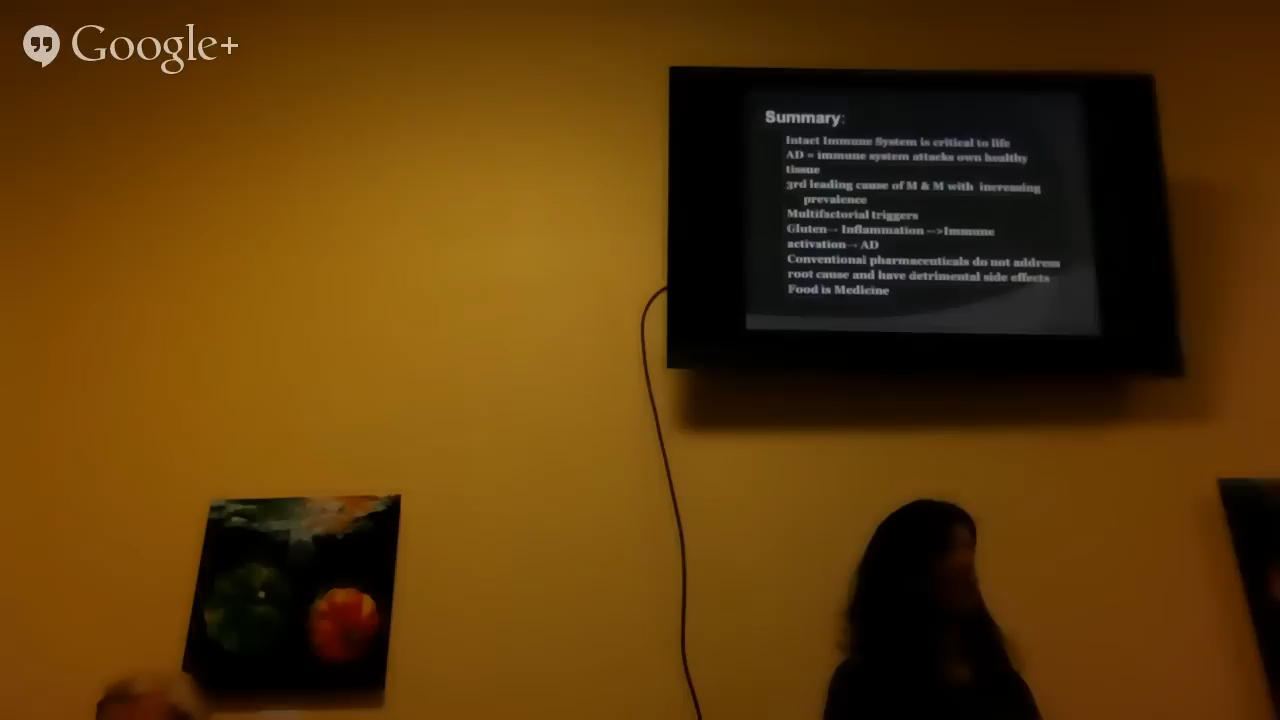 Google+
Summary:
Intact Immune System is critical to life
AD = immune system attacks own healthy
tissue
3rd leading cause of M & M with increasing
prevalence
Multifactorial triggers
Gluten→ Inflammation -->Immune
activation→ AD
Conventional pharmaceuticals do not address
root cause and have detrimental side effects
Food is Medicine